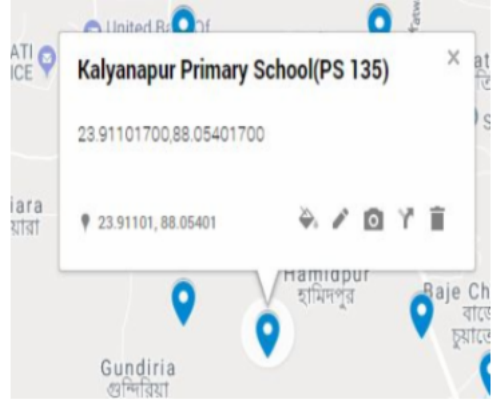 United Ba Of
ATI
ICE
Kalyanapur Primary School(PS 135)
23.91101700,88.05401700
23.91101, 88.05401
iara
য়ারা
Hamidpur
হামিদপুর
Baje Ch
বাজে
চুয়াতে
Gundiria
গুন্দিরিয়া